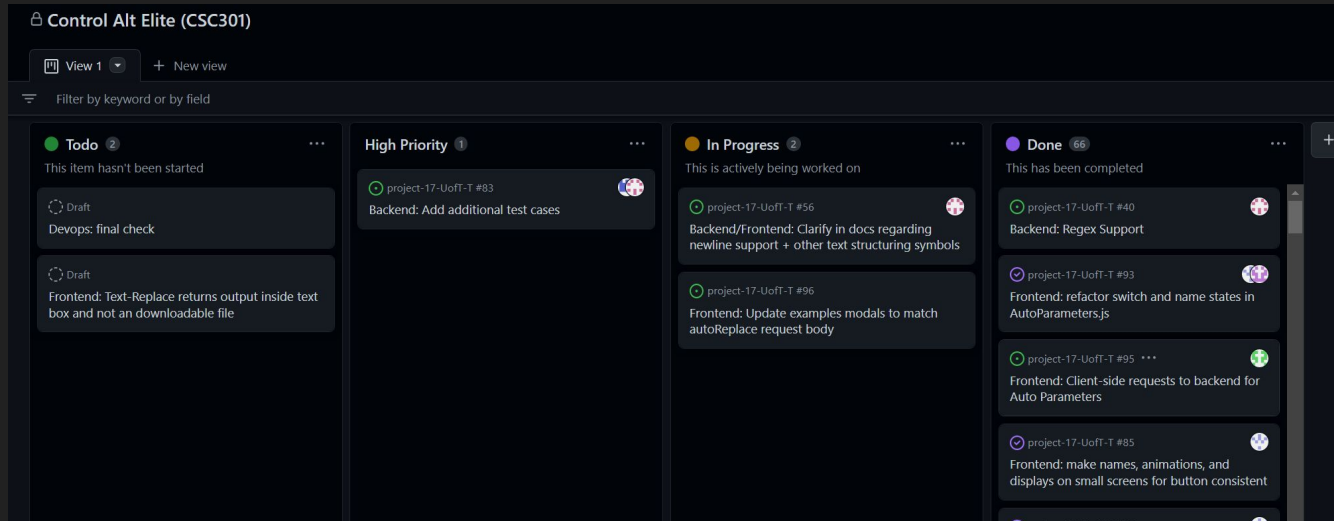 Control Alt Elite (CSC301)
View 1
New view
Filter by keyword or by field
Todo 2
This item hasn't been started
Draft
Devops: final check
Draft
Frontend: Text-Replace returns output inside text
box and not an downloadable file
High Priority 1
project-17-UofT-T #83
Backend: Add additional test cases
In Progress 2
This is actively being worked on
project-17-UofT-T #56
Backend/Frontend: Clarify in docs regarding
newline support + other text structuring symbols
project-17-UofT-T #96
Frontend: Update examples modals to match
autoReplace request body
Done 66
This has been completed
project-17-UofT-T #40
Backend: Regex Support
project-17-UofT-T #93
Frontend: refactor switch and name states in
AutoParameters.js
project-17-UofT-T #95
Frontend: Client-side requests to backend for
Auto Parameters
project-17-UofT-T #85
Frontend: make names, animations, and
displays on small screens for button consistent